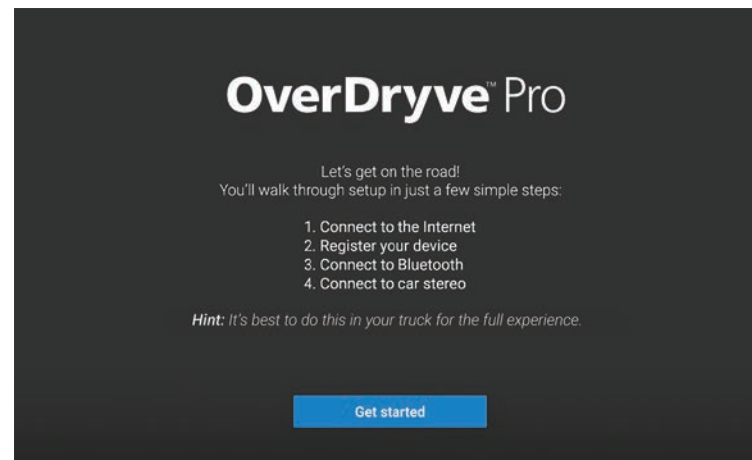 OverDryve™ Pro
Let's get on the road!
You'll walk through setup in just a few simple steps:
1. Connect to the Internet
2. Register your device
3. Connect to Bluetooth
4. Connect to car stereo
Hint: It's best to do this in your truck for the full experience.
Get started